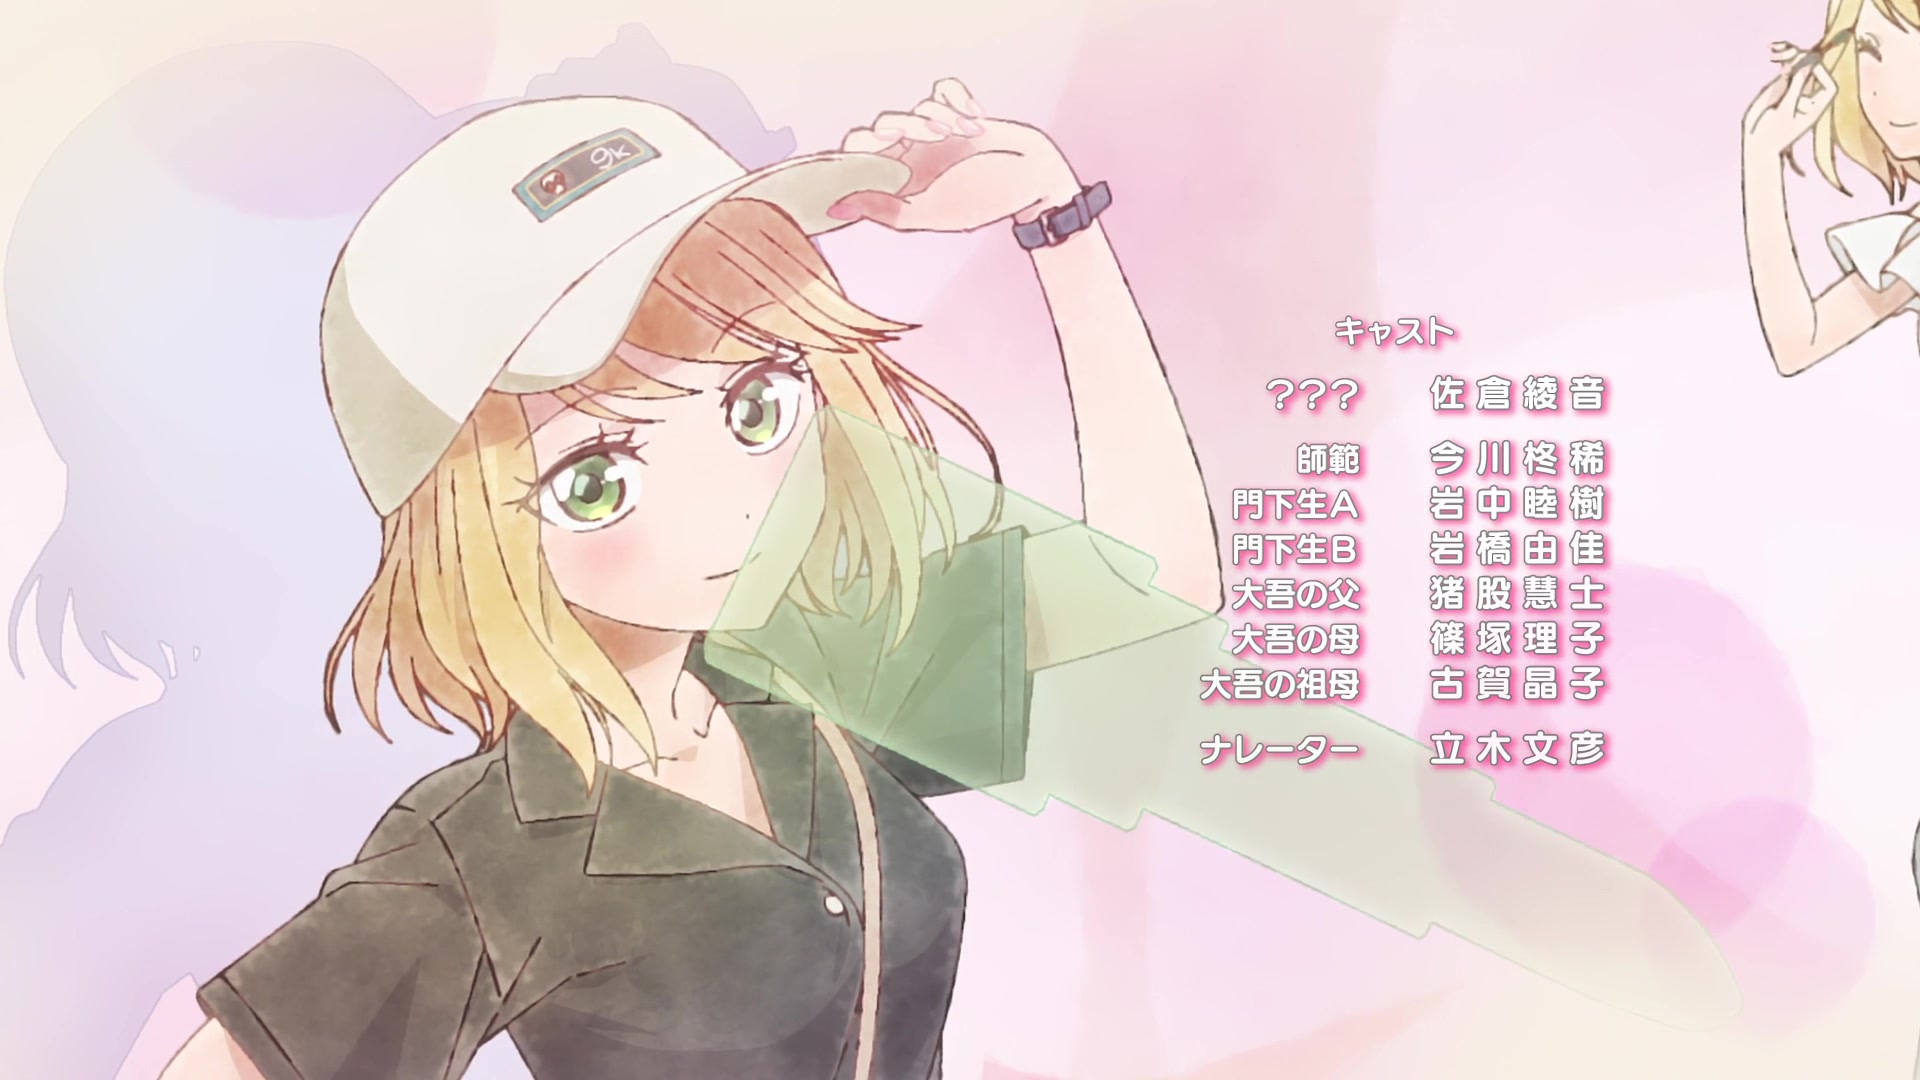 9k
キャスト
??? 佐倉綾音
師範 今川柊稀
門下生A 岩中睦樹
門下生B 岩橋由佳
大吾の父 猪股慧士
大吾の母 篠塚理子
大吾の祖母 古賀晶子
ナレーター 立木文彦